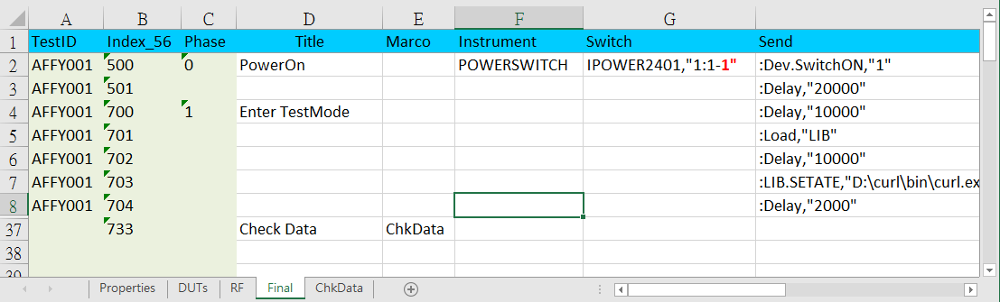 A B C D E F G
1 TestID Index_56 Phase Title Marco Instrument Switch Send
2 AFFY001 500 0 PowerOn POWERSWITCH IPOWER2401,"1:1-1" :Dev.SwitchON,"1"
3 AFFY001 501 :Delay,"20000"
4 AFFY001 700 1 Enter TestMode :Delay,"10000"
5 AFFY001 701 :Load,"LIB"
6 AFFY001 702 :Delay,"10000"
7 AFFY001 703 :LIB.SETATE,"D:\curl\bin\curl.ex
8 AFFY001 704 :Delay,"2000"
37 733 Check Data ChkData
38
39
Properties DUTs RF Final ChkData